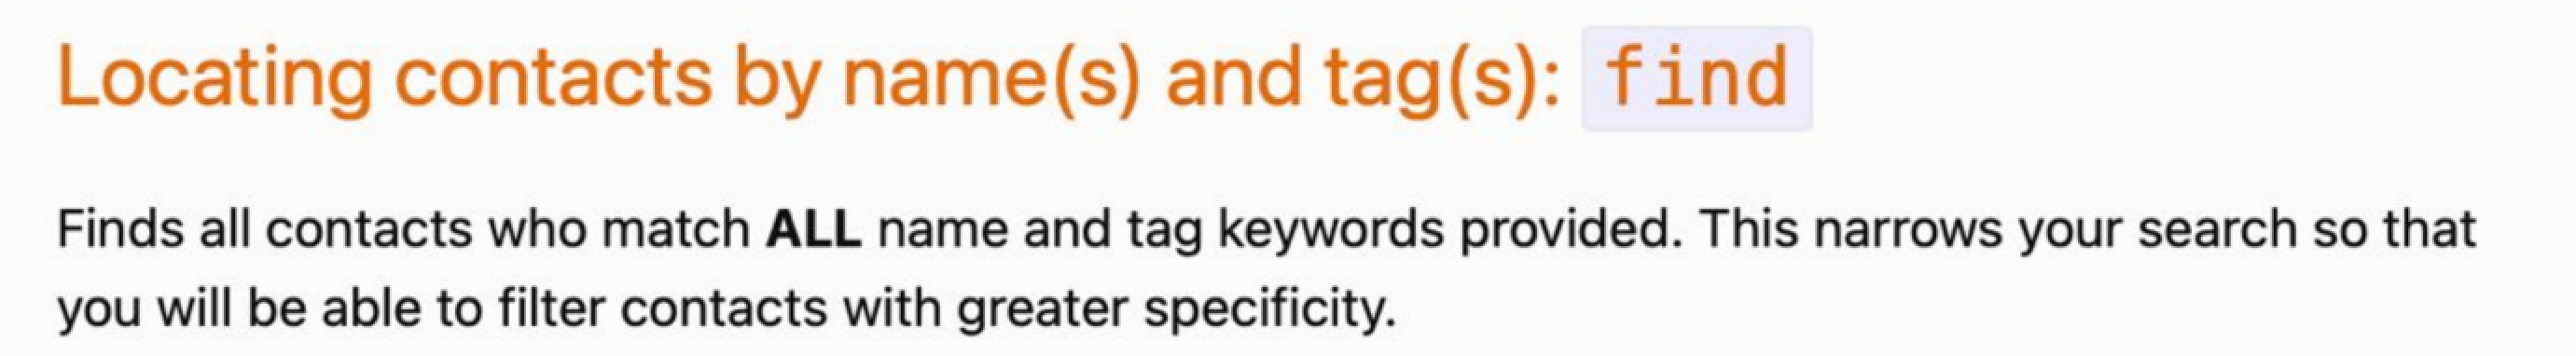 Locating contacts by name(s) and tag(s): find
Finds all contacts who match ALL name and tag keywords provided. This narrows your search so that
you will be able to filter contacts with greater specificity.